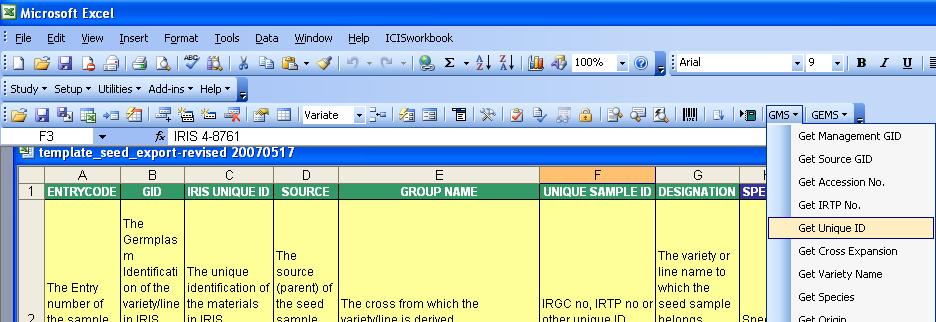 Microsoft Excel
File Edit View Insert Format Tools Data Window Help ICISworkbook
100% Arial 9 B I U
Study Setup Utilities Add-ins Help
Variate GMS GEMS
F3 fx IRIS 4-8761
template_seed_export-revised 20070517
A B C D E F G
1 ENTRYCODE GID IRIS UNIQUE ID SOURCE GROUP NAME UNIQUE SAMPLE ID DESIGNATION SPE
The
Germplas
m The The variety or
Identificati source line name to
on of the The unique (parent) of which the
The Entry variety/line identification of the seed The cross from which the IRGC no, IRTP no or seed sample
2 number of the sample in IRIS the materials in IRIS sample variety/line is derived other unique ID belongs
Get Management GID
Get Source GID
Get Accession No.
Get IRTP No.
Get Unique ID
Get Cross Expansion
Get Variety Name
Get Species
Get Origin